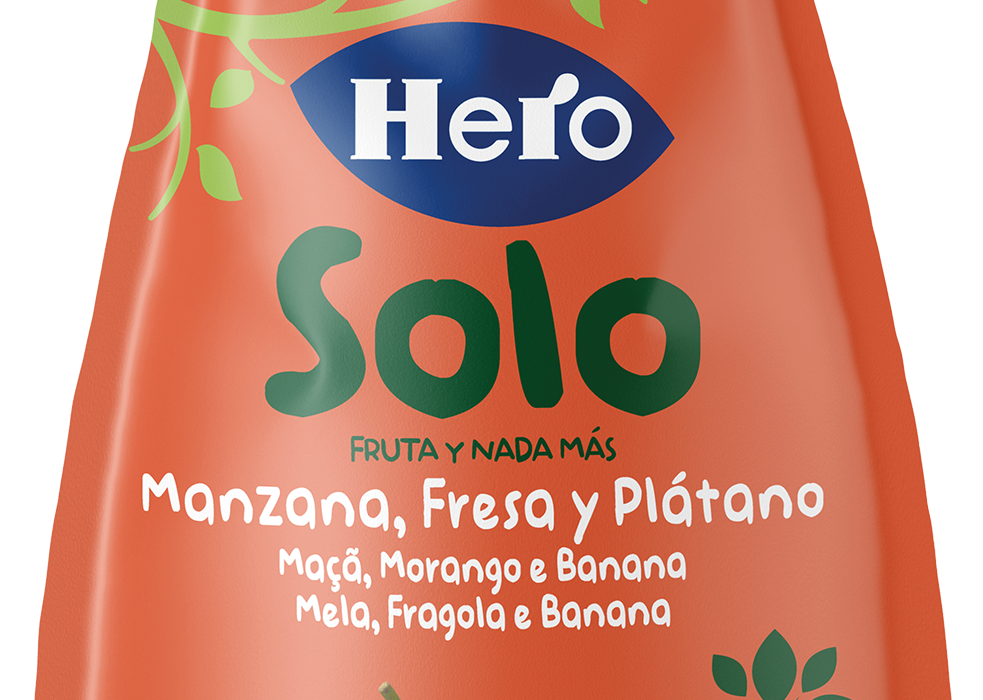 Hero
Solo
FRUTA Y NADA MÁS
Manzana, Fresa y Plátano
Maçã, Morango e Banana
Mela, Fragola e Banana